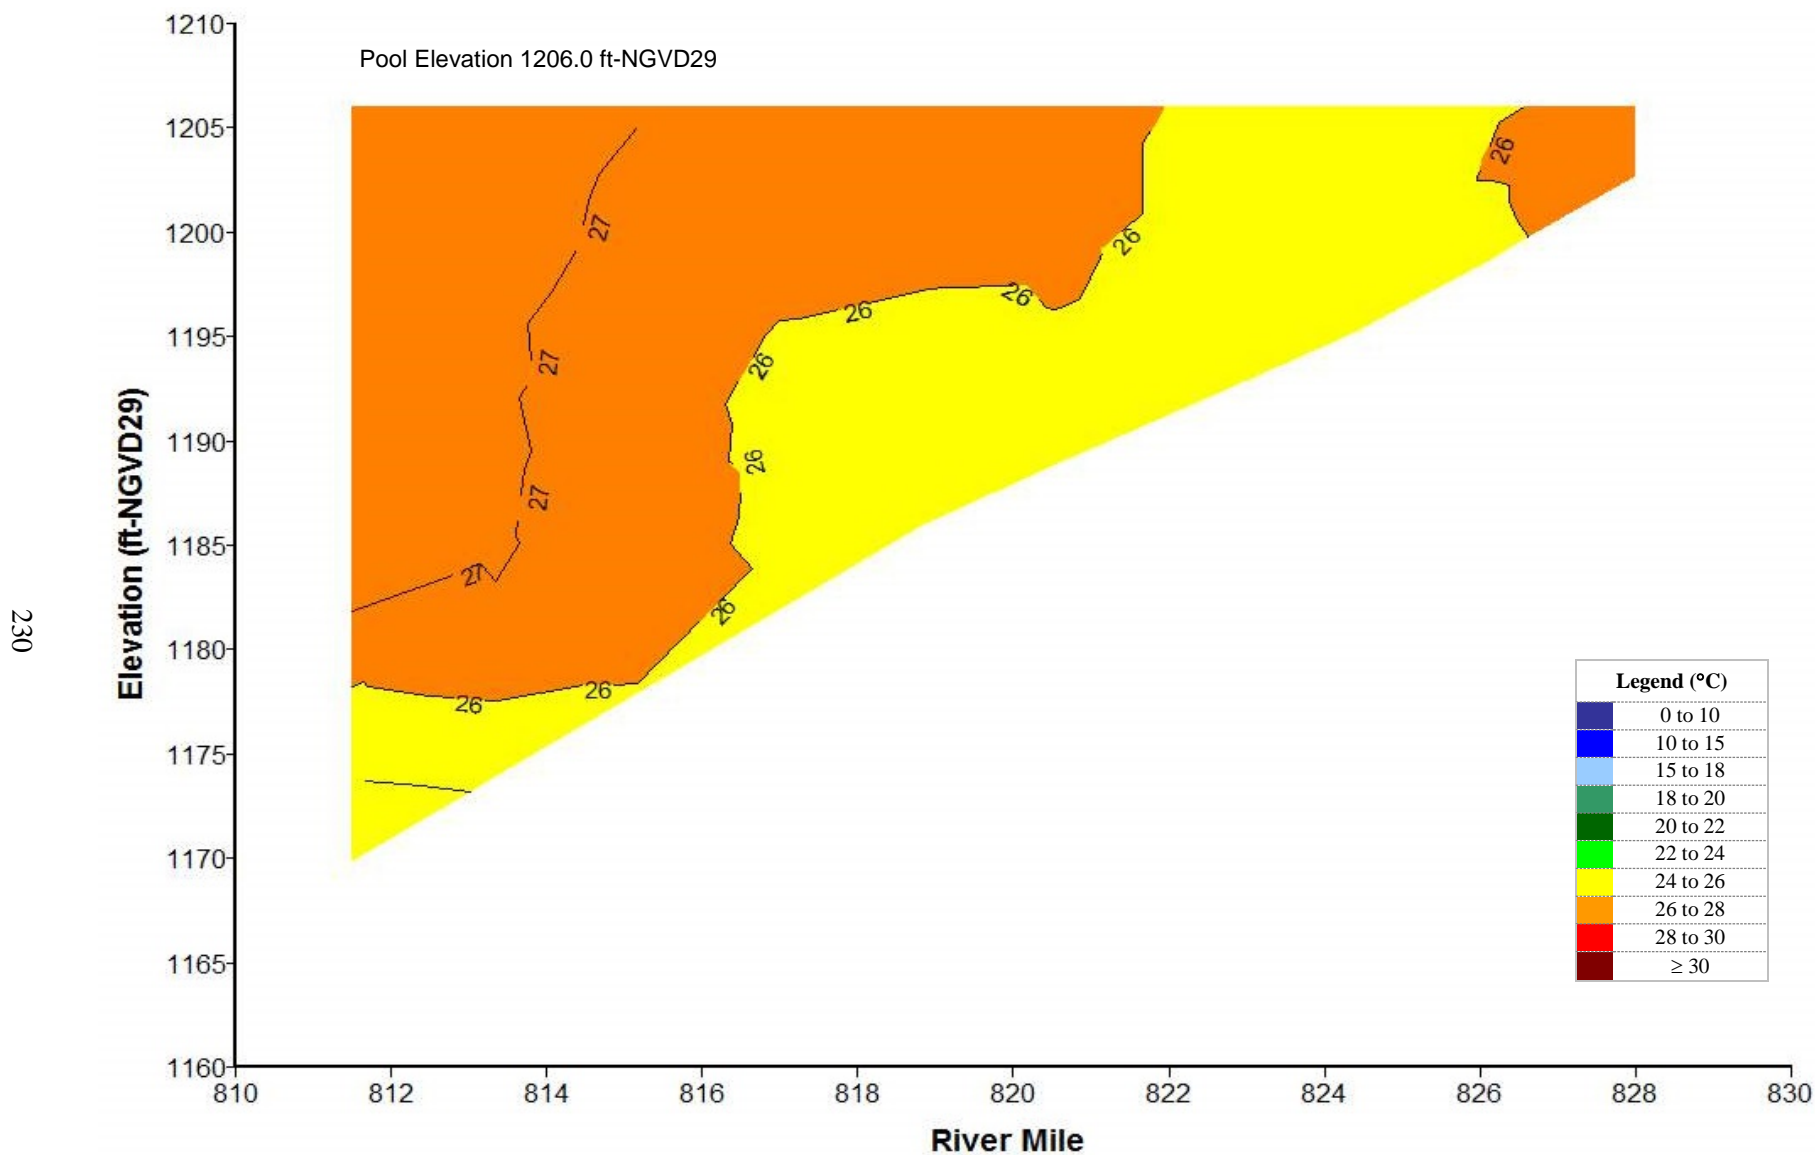 1210
Pool Elevation 1206.0 ft-NGVD29
1205
1200
1195
1190
1185
1180
1175
1170
1165
1160
Elevation (ft-NGVD29)
230
27
27
27
27
26
26
26
26
26
26
26
26
26
26
Legend (°C)
0 to 10
10 to 15
15 to 18
18 to 20
20 to 22
22 to 24
24 to 26
26 to 28
28 to 30
≥ 30
810 812 814 816 818 820 822 824 826 828 830
River Mile